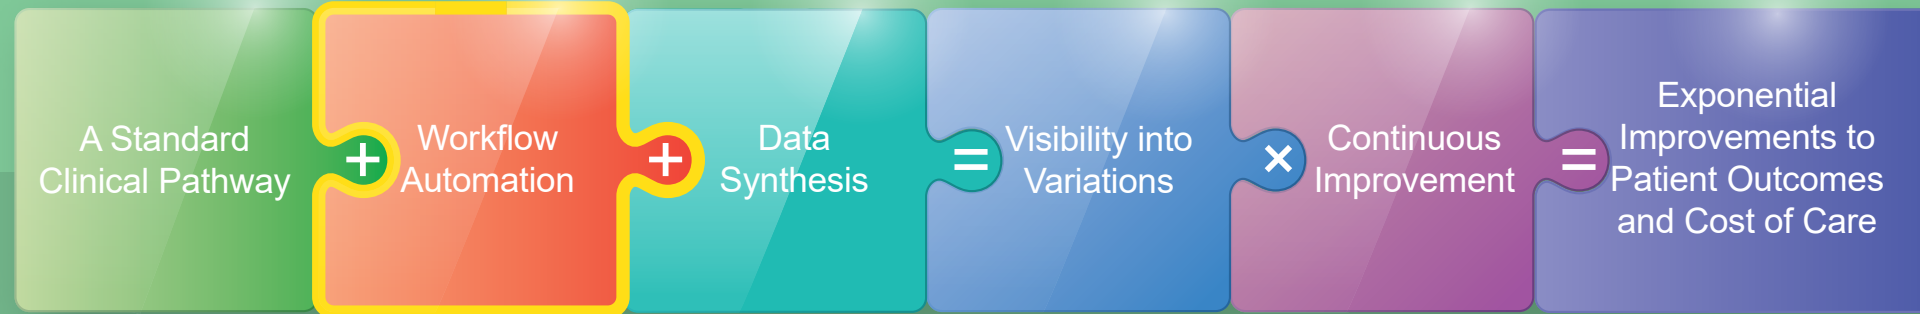 A Standard
Clinical Pathway
+
Workflow
Automation
+
Data
Synthesis
=
Visibility into
Variations
×
Continuous
Improvement
=
Exponential
Improvements to
Patient Outcomes
and Cost of Care